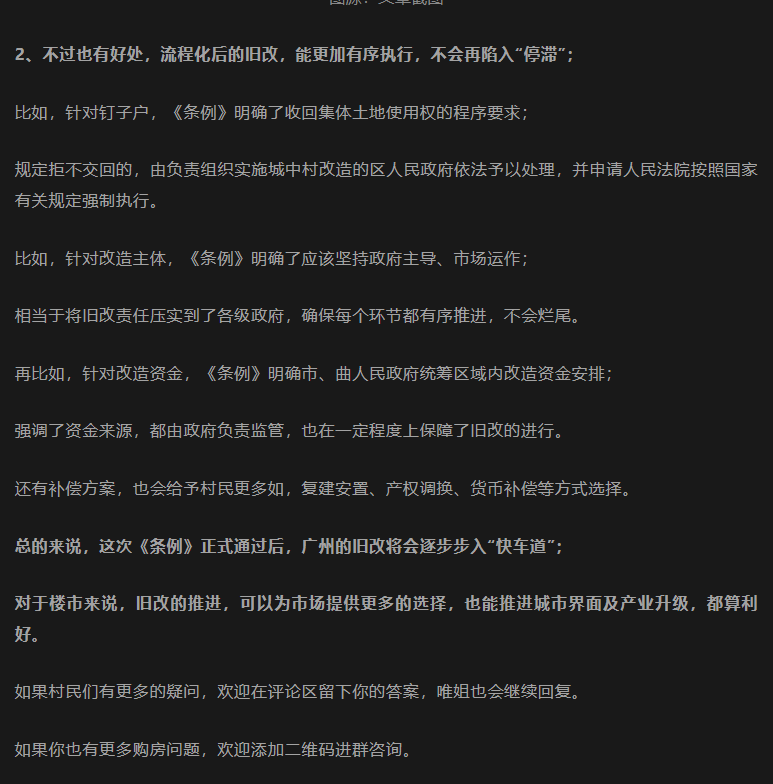 图源：文章截图
2、不过也有好处，流程化后的旧改，能更加有序执行，不会再陷入“停滞”；
比如，针对钉子户，《条例》明确了收回集体土地使用权的程序要求；
规定拒不交回的，由负责组织实施城中村改造的区人民政府依法予以处理，并申请人民法院按照国家
有关规定强制执行。
比如，针对改造主体，《条例》明确了应该坚持政府主导、市场运作；
相当于将旧改责任压实到了各级政府，确保每个环节都有序推进，不会烂尾。
再比如，针对改造资金，《条例》明确市、曲人民政府统筹区域内改造资金安排；
强调了资金来源，都由政府负责监管，也在一定程度上保障了旧改的进行。
还有补偿方案，也会给予村民更多如，复建安置、产权调换、货币补偿等方式选择。
总的来说，这次《条例》正式通过后，广州的旧改将会逐步步入“快车道”；
对于楼市来说，旧改的推进，可以为市场提供更多的选择，也能推进城市界面及产业升级，都算利
好。
如果村民们有更多的疑问，欢迎在评论区留下你的答案，唯姐也会继续回复。
如果你也有更多购房问题，欢迎添加二维码进群咨询。